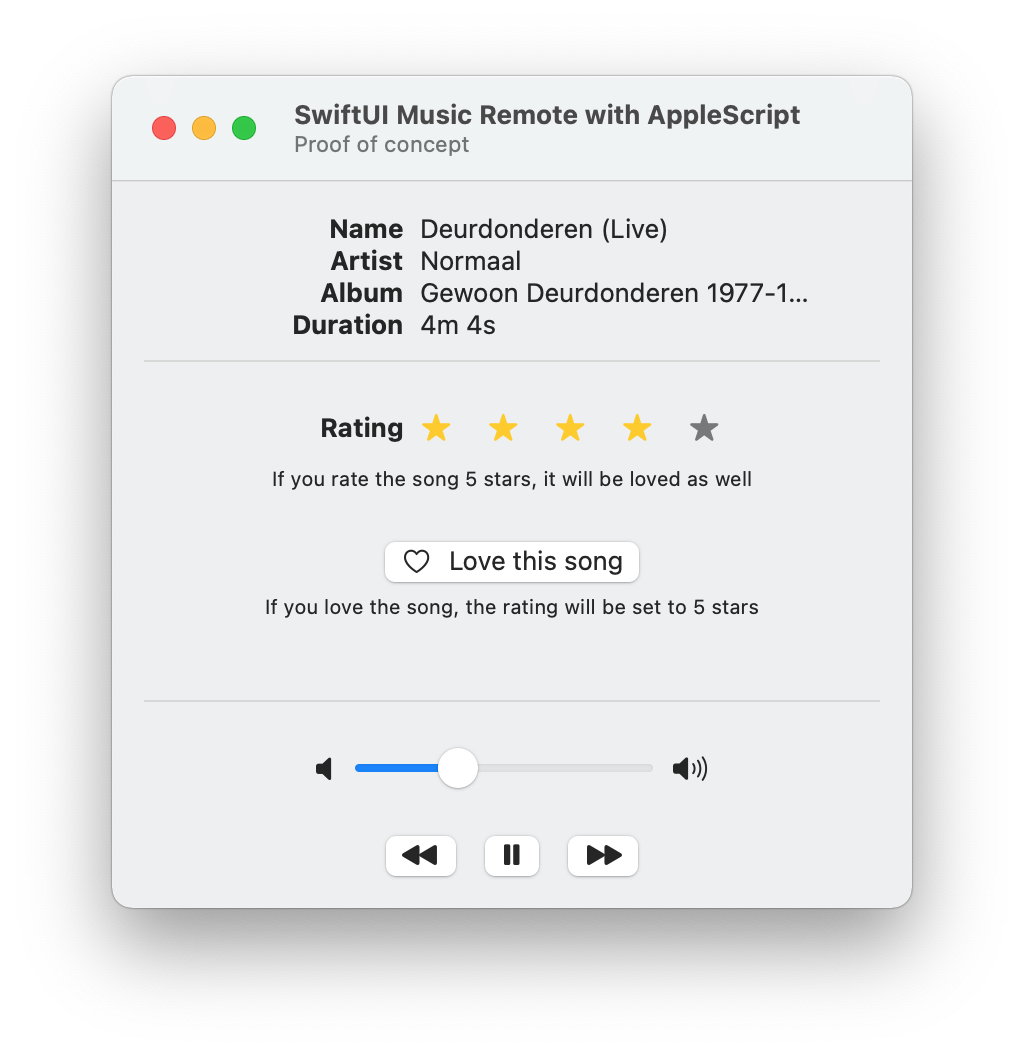 SwiftUI Music Remote with AppleScript
Proof of concept
Name Deurdonderen (Live)
Artist Normaal
Album Gewoon Deurdonderen 1977-1...
Duration 4m 4s
Rating
If you rate the song 5 stars, it will be loved as well
Love this song
If you love the song, the rating will be set to 5 stars